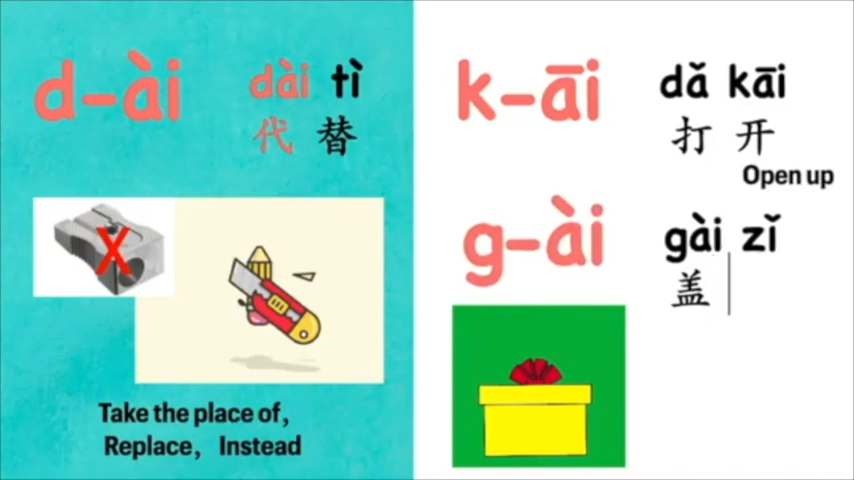 d-ài
dài tì
代 替
X
Take the place of,
Replace, Instead
k-āi
dǎ kāi
打 开
Open up
g-ài
gài zǐ
盖